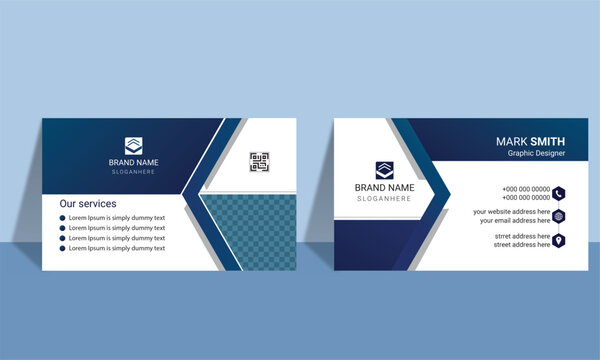 BRAND NAME
SLOGANHERE
Our services
Lorem Ipsum is simply dummy text
Lorem Ipsum is simply dummy text
Lorem Ipsum is simply dummy text
Lorem Ipsum is simply dummy text
BRAND NAME
SLOGANHERE
MARK SMITH
Graphic Designer
+000 000 00000
+000 000 00000
your website address here
your email address here
strret address here
street address here